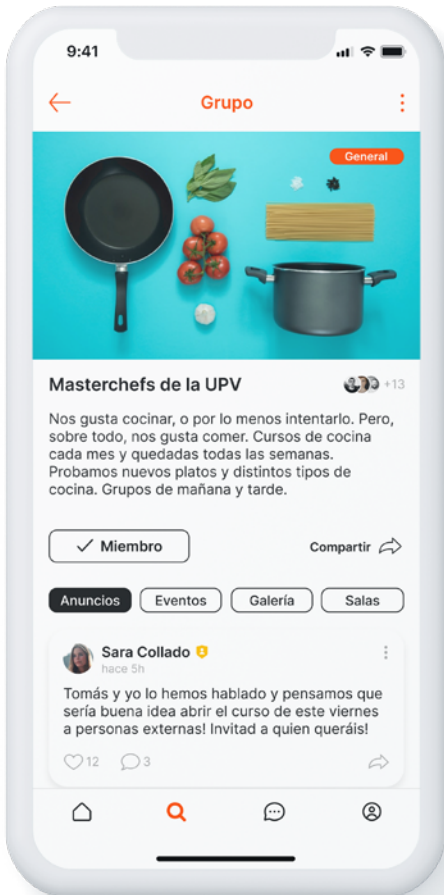 9:41
Grupo
General
Masterchefs de la UPV
+13
Nos gusta cocinar, o por lo menos intentarlo. Pero,
sobre todo, nos gusta comer. Cursos de cocina
cada mes y quedadas todas las semanas.
Probamos nuevos platos y distintos tipos de
cocina. Grupos de mañana y tarde.
Miembro
Compartir
Anuncios
Eventos
Galería
Salas
Sara Collado
hace 5h
Tomás y yo lo hemos hablado y pensamos que
sería buena idea abrir el curso de este viernes
a personas externas! Invitad a quien queráis!
12
3